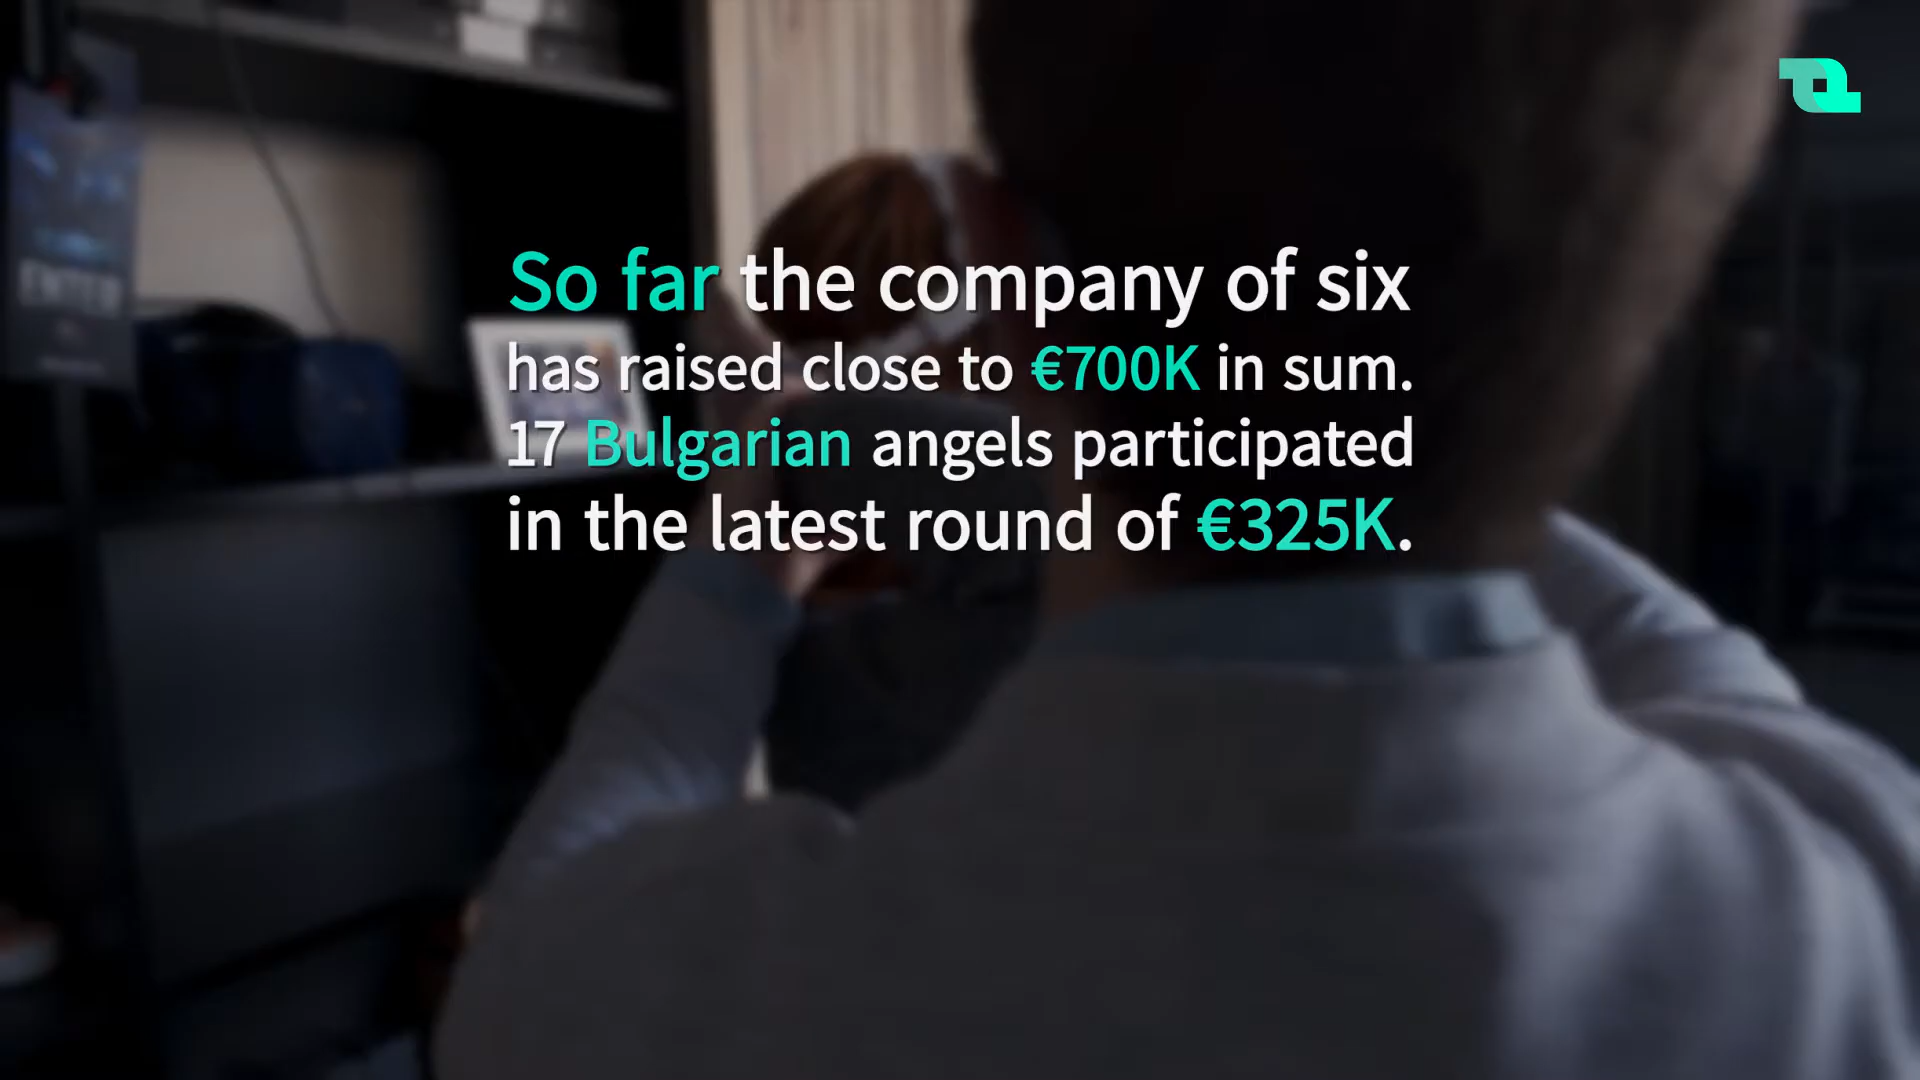 So far the company of six
has raised close to €700K in sum.
17 Bulgarian angels participated
in the latest round of €325K.
ENTER